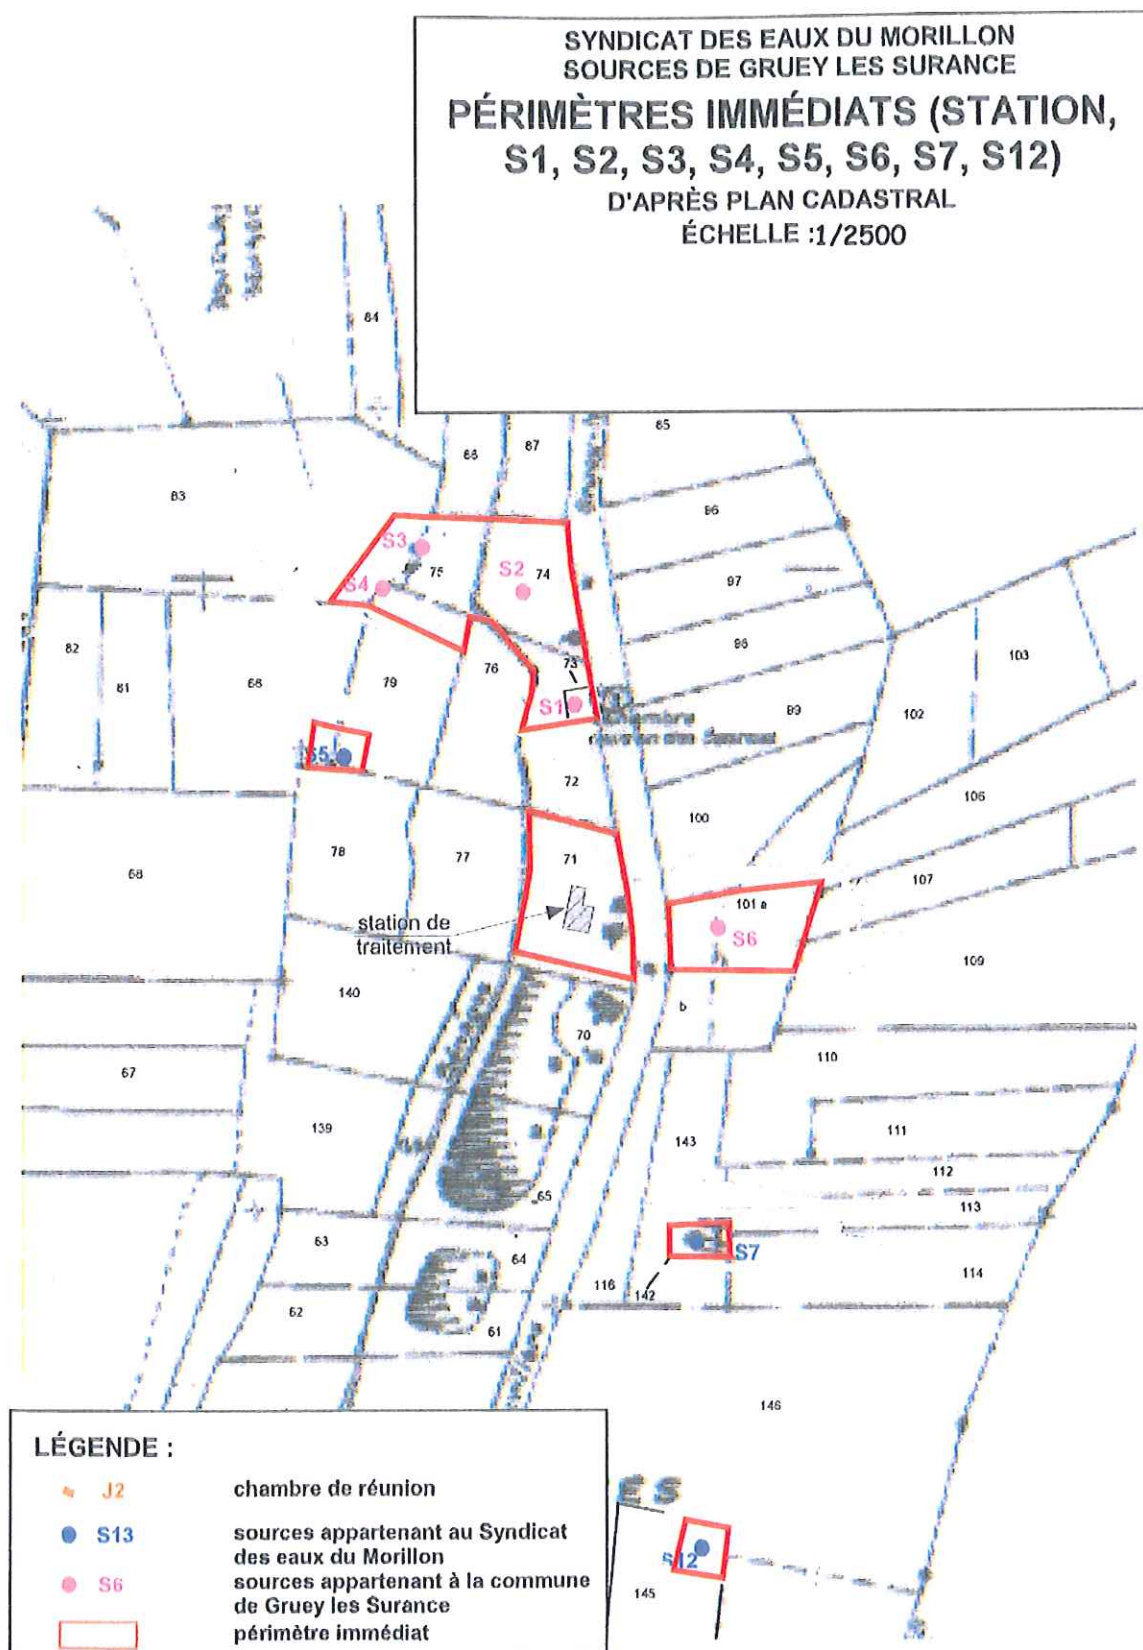 SYNDICAT DES EAUX DU MORILLON
SOURCES DE GRUEY LES SURANCE
PÉRIMÈTRES IMMÉDIATS (STATION,
S1, S2, S3, S4, S5, S6, S7, S12)
D'APRÈS PLAN CADASTRAL
ÉCHELLE :1/2500
84
85
87
86
83
96
S3
75
S2
74
97
S4
82
81
66
79
76
73
96
103
S1
89
102
chambre
S5
72
106
100
78
77
71
68
107
101 a
station de
traitement
S6
109
140
b
70
110
67
139
143
111
112
65
113
63
64
S7
114
116
142
62
61
146
ES
S12
145
LÉGENDE :
J2 chambre de réunion
S13 sources appartenant au Syndicat
des eaux du Morillon
S6 sources appartenant à la commune
de Gruey les Surance
périmètre immédiat